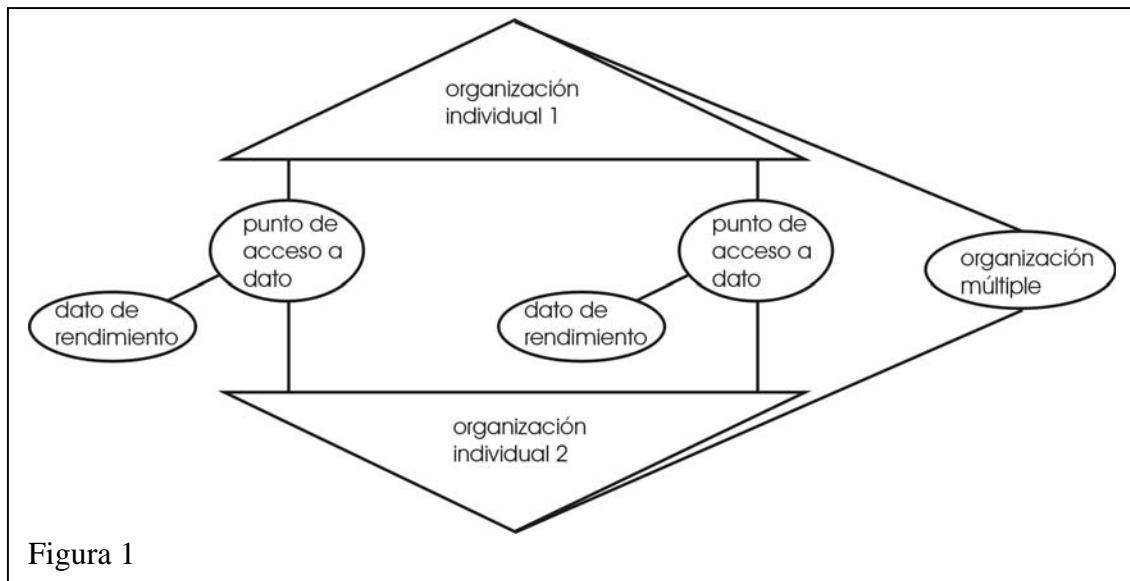 organización
individual 1
punto de
acceso a
dato
punto de
acceso a
dato
organización
múltiple
dato de
rendimiento
dato de
rendimiento
organización
individual 2
Figura 1